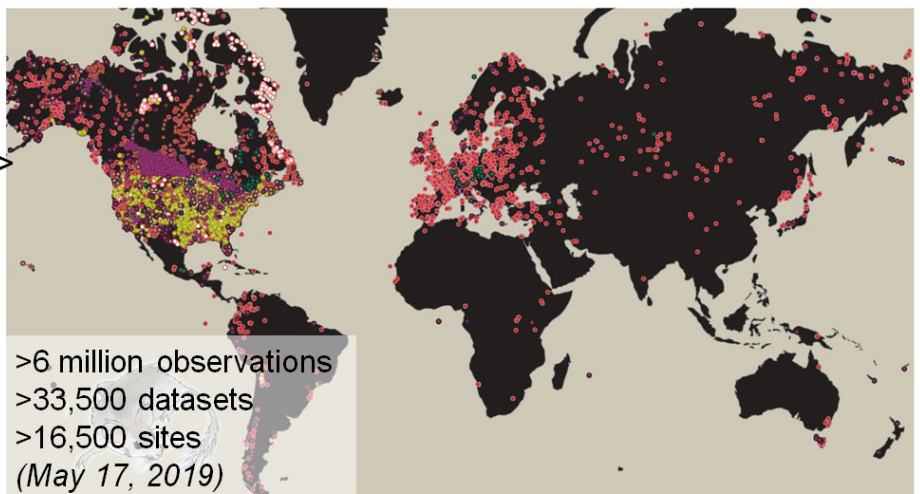 >6 million observations
>33,500 datasets
>16,500 sites
(May 17, 2019)